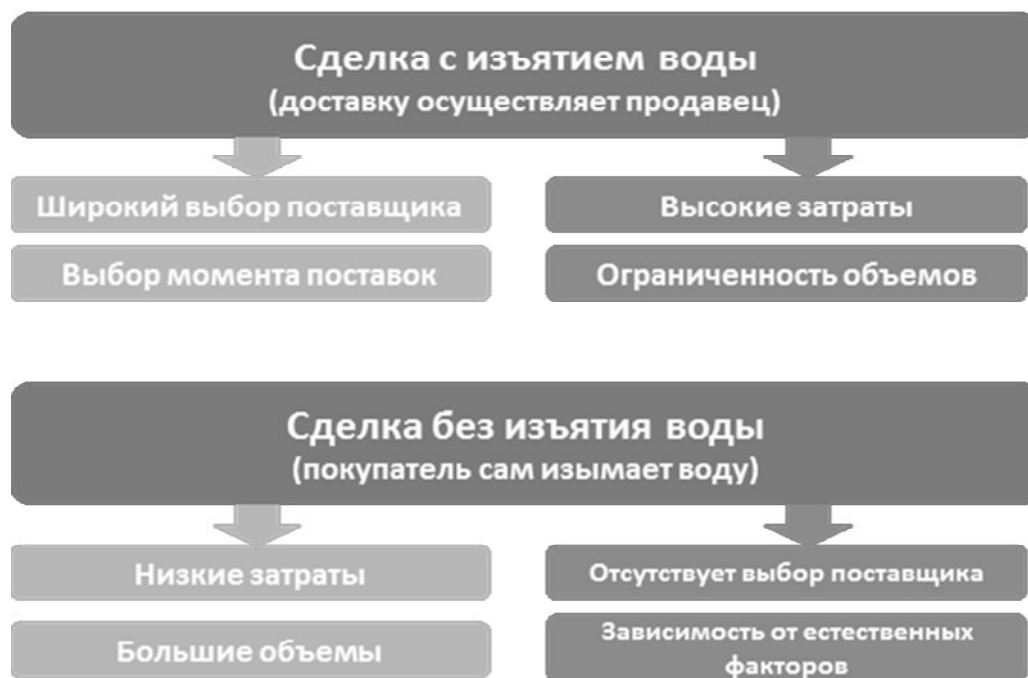 Сделка с изъятием воды
(доставку осуществляет продавец)
Широкий выбор поставщика
Высокие затраты
Выбор момента поставок
Ограниченность объемов
Сделка без изъятия воды
(покупатель сам изымает воду)
Низкие затраты
Отсутствует выбор поставщика
Большие объемы
Зависимость от естественных
факторов